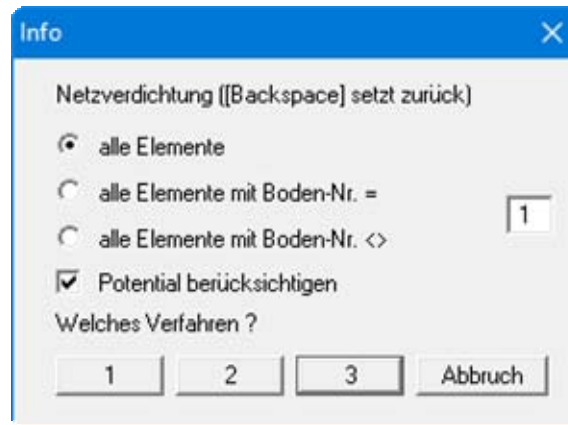 Info
Netzverdichtung ([Backspace] setzt zurück)
alle Elemente
alle Elemente mit Boden-Nr. =
1
alle Elemente mit Boden-Nr. <>
Potential berücksichtigen
Welches Verfahren ?
1 2 3 Abbruch